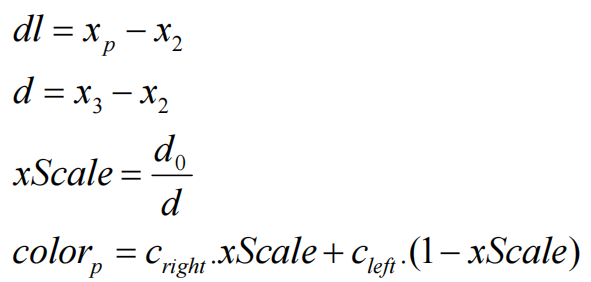 dl = x_p − x_2
d = x_3 − x_2
xScale = d_0 / d
color_p = c_right .xScale + c_left .(1 − xScale)